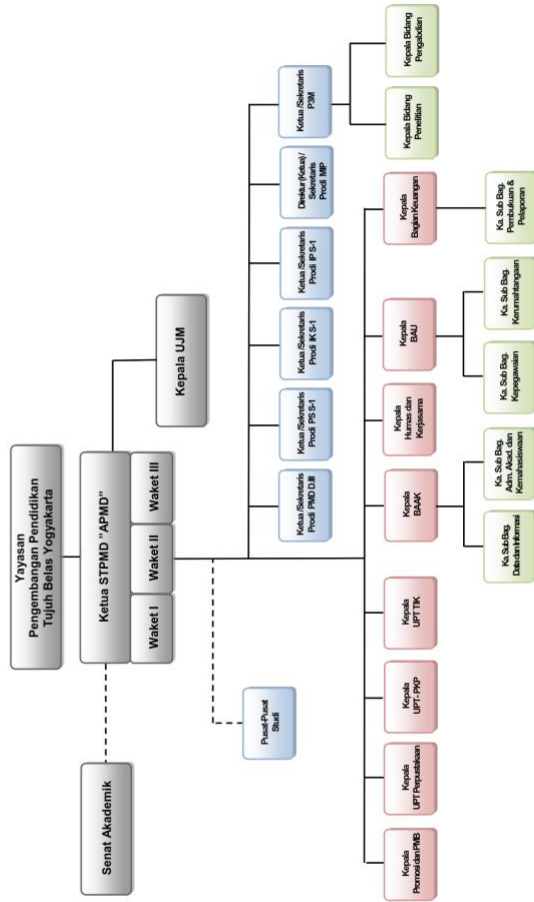 Yayasan
Pengembangan Pendidikan
Tujuh Belas Yogyakarta
Senat Akademik
Ketua STPMD "APMD"
Waket I
Waket II
Waket III
Kepala UJM
Pusat-Pusat
Studi
Ketua/Sekretaris
Prodi PMD DIII
Ketua/Sekretaris
Prodi PS S-1
Ketua/Sekretaris
Prodi IK S-1
Ketua/Sekretaris
Prodi IP S-1
Direktur (Ketua) /
Sekretaris
Prodi MIP
Ketua/Sekretaris
P3M
Kepala Bidang
Penelitian
Kepala Bidang
Pengabdian
Kepala
Promosi dan PMB
Kepala
UPT Perpustakaan
Kepala
UPT - PKP
Kepala
UPT TIK
Kepala
BAAK
Kepala
Humas dan
Kerjasama
Kepala
BAU
Kepala
Bagian Keuangan
Ka. Sub Bag.
Data dan Informasi
Ka. Sub Bag.
Adm. Akad. dan
Kemahasiswaan
Ka. Sub Bag.
Kepegawaian
Ka. Sub Bag.
Kerumahtangaan
Ka. Sub Bag.
Pembukuan &
Pelaporan